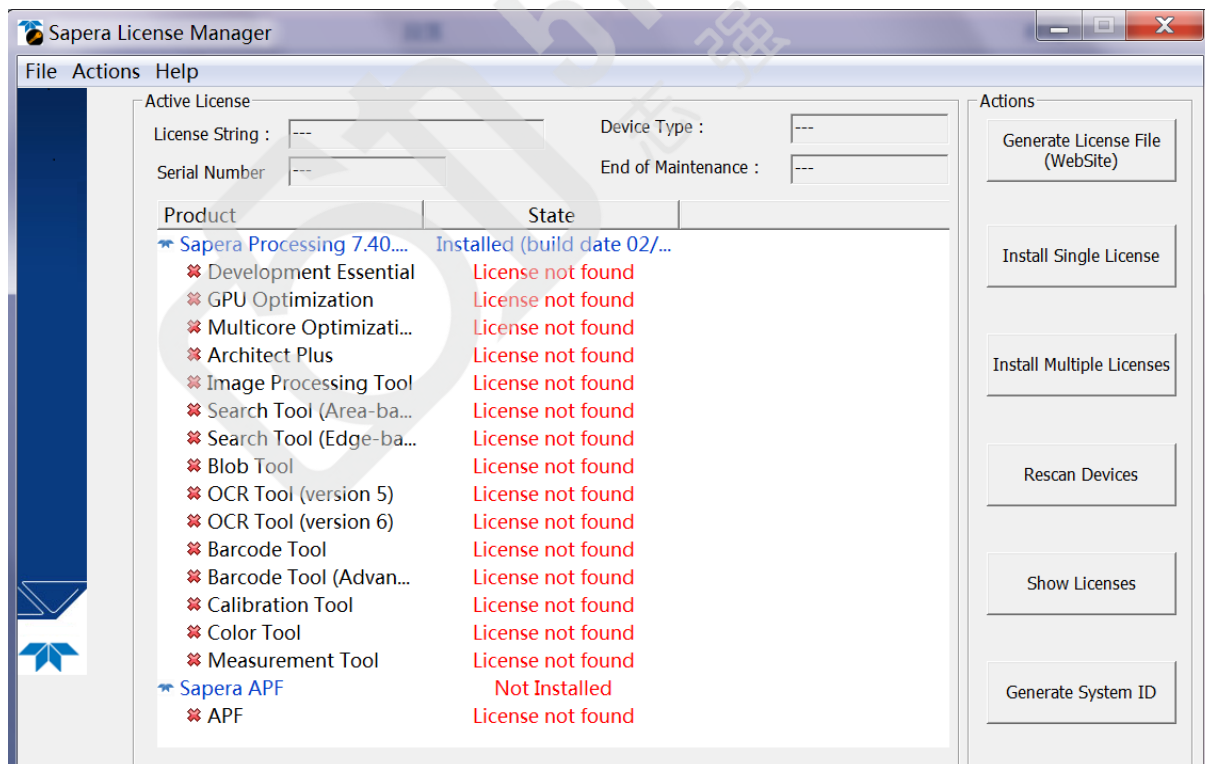 Sapera License Manager
File Actions Help
Active License
License String : ---
Device Type : ---
Serial Number ---
End of Maintenance : ---
Product State
Sapera Processing 7.40.... Installed (build date 02/...
Development Essential License not found
GPU Optimization License not found
Multicore Optimizati... License not found
Architect Plus License not found
Image Processing Tool License not found
Search Tool (Area-ba... License not found
Search Tool (Edge-ba... License not found
Blob Tool License not found
OCR Tool (version 5) License not found
OCR Tool (version 6) License not found
Barcode Tool License not found
Barcode Tool (Advan... License not found
Calibration Tool License not found
Color Tool License not found
Measurement Tool License not found
Sapera APF Not Installed
APF License not found
Actions
Generate License File
(WebSite)
Install Single License
Install Multiple Licenses
Rescan Devices
Show Licenses
Generate System ID
志强